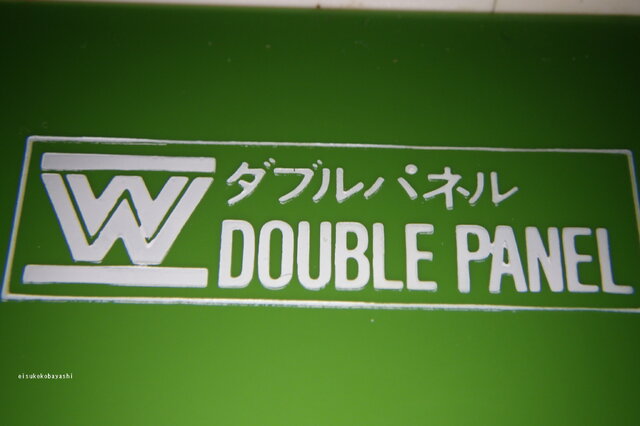 W
ダブルパネル
DOUBLE PANEL
eisukokobayashi